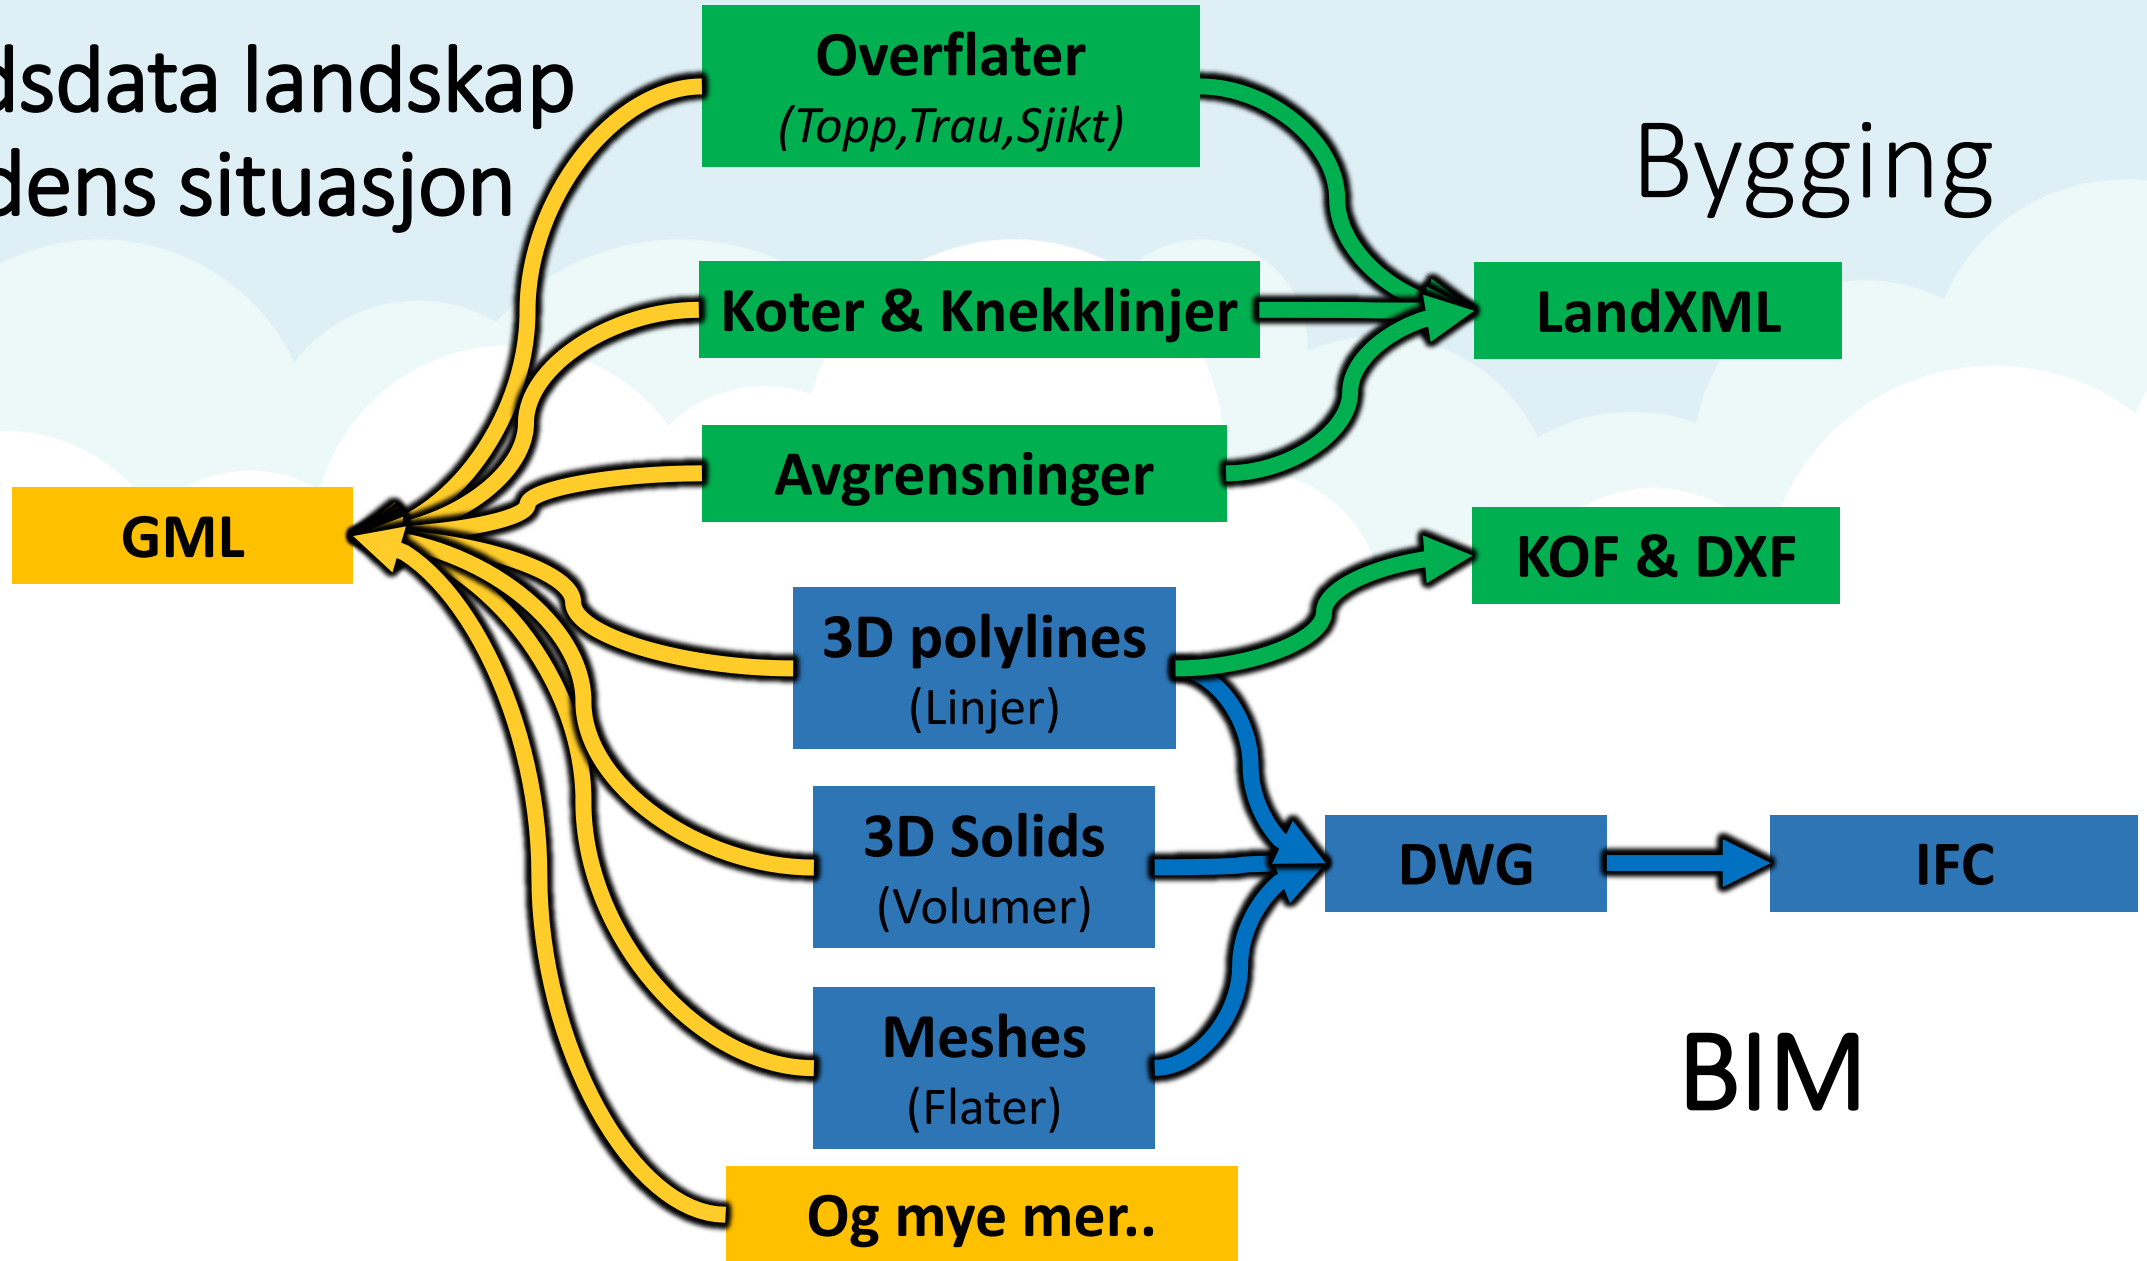 dsdata landskap
dens situasjon
Overflater
(Topp,Trau,Sjikt)
Bygging
Koter & Knekklinjer
LandXML
Avgrensninger
GML
KOF & DXF
3D polylines
(Linjer)
3D Solids
(Volumer)
DWG
IFC
Meshes
(Flater)
BIM
Og mye mer..